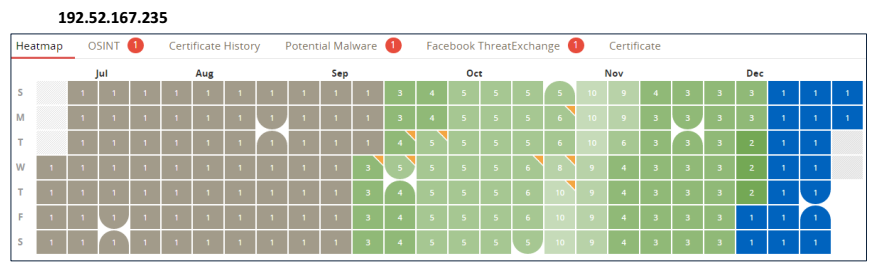 192.52.167.235
Heatmap OSINT 1 Certificate History Potential Malware 1 Facebook ThreatExchange 1 Certificate
Jul Aug Sep Oct Nov Dec
S 1 1 1 1 1 1 1 1 1 1 3 4 5 5 5 5 10 9 4 3 3 3 1 1 1
M 1 1 1 1 1 1 1 1 1 1 3 4 5 5 5 6 10 9 3 3 3 3 1 1 1
T 1 1 1 1 1 1 1 1 1 1 4 5 5 5 5 6 10 6 3 3 3 2 1 1
W 1 1 1 1 1 1 1 1 1 1 3 5 5 5 5 6 8 9 4 3 3 3 2 1 1
T 1 1 1 1 1 1 1 1 1 1 3 4 5 5 5 6 10 9 4 3 3 3 2 1 1
F 1 1 1 1 1 1 1 1 1 1 3 4 5 5 5 6 10 9 4 3 3 3 1 1 1
S 1 1 1 1 1 1 1 1 1 1 3 4 5 5 5 5 10 9 4 3 3 3 1 1 1